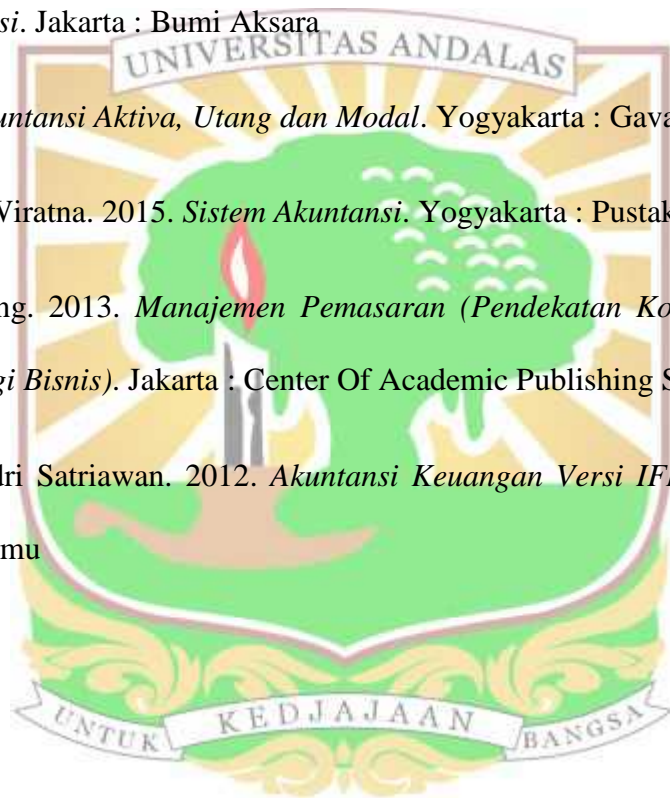 si. Jakarta : Bumi Aksara
UNIVERSITAS ANDALAS
untansi Aktiva, Utang dan Modal. Yogyakarta : Gava
Wiratna. 2015. Sistem Akuntansi. Yogyakarta : Pustak
ng. 2013. Manajemen Pemasaran (Pendekatan Ko
gi Bisnis). Jakarta : Center Of Academic Publishing S
dri Satriawan. 2012. Akuntansi Keuangan Versi IF
mu
UNTUK KEDJAJAAN BANGSA